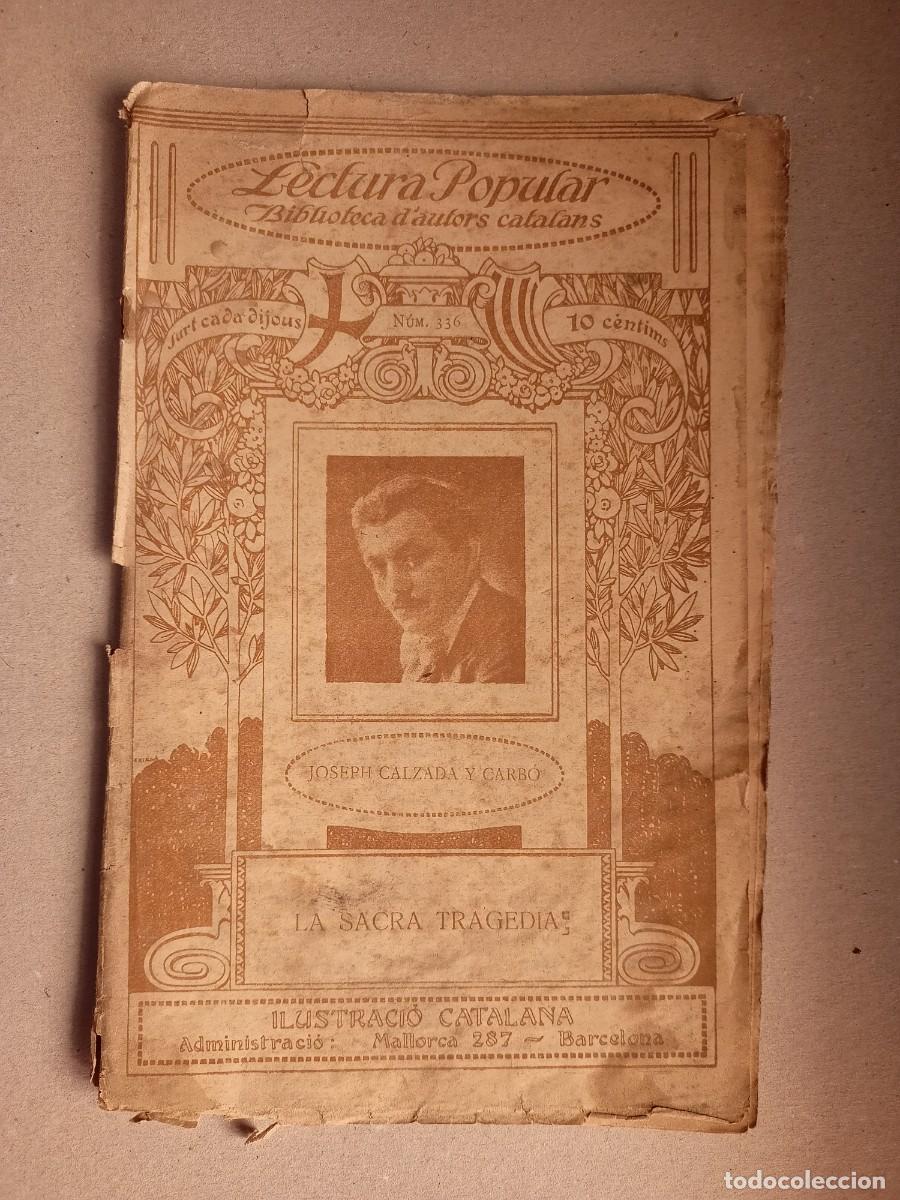 Lectura Popular
Biblioteca d'autors catalans
Surt cada dijous
NÚM. 336
10 cèntims
JOSEPH CALZADA Y CARBÓ
LA SACRA TRAGEDIA
ILUSTRACIÓ CATALANA
Administració: Mallorca 287 ~ Barcelona
todocoleccion